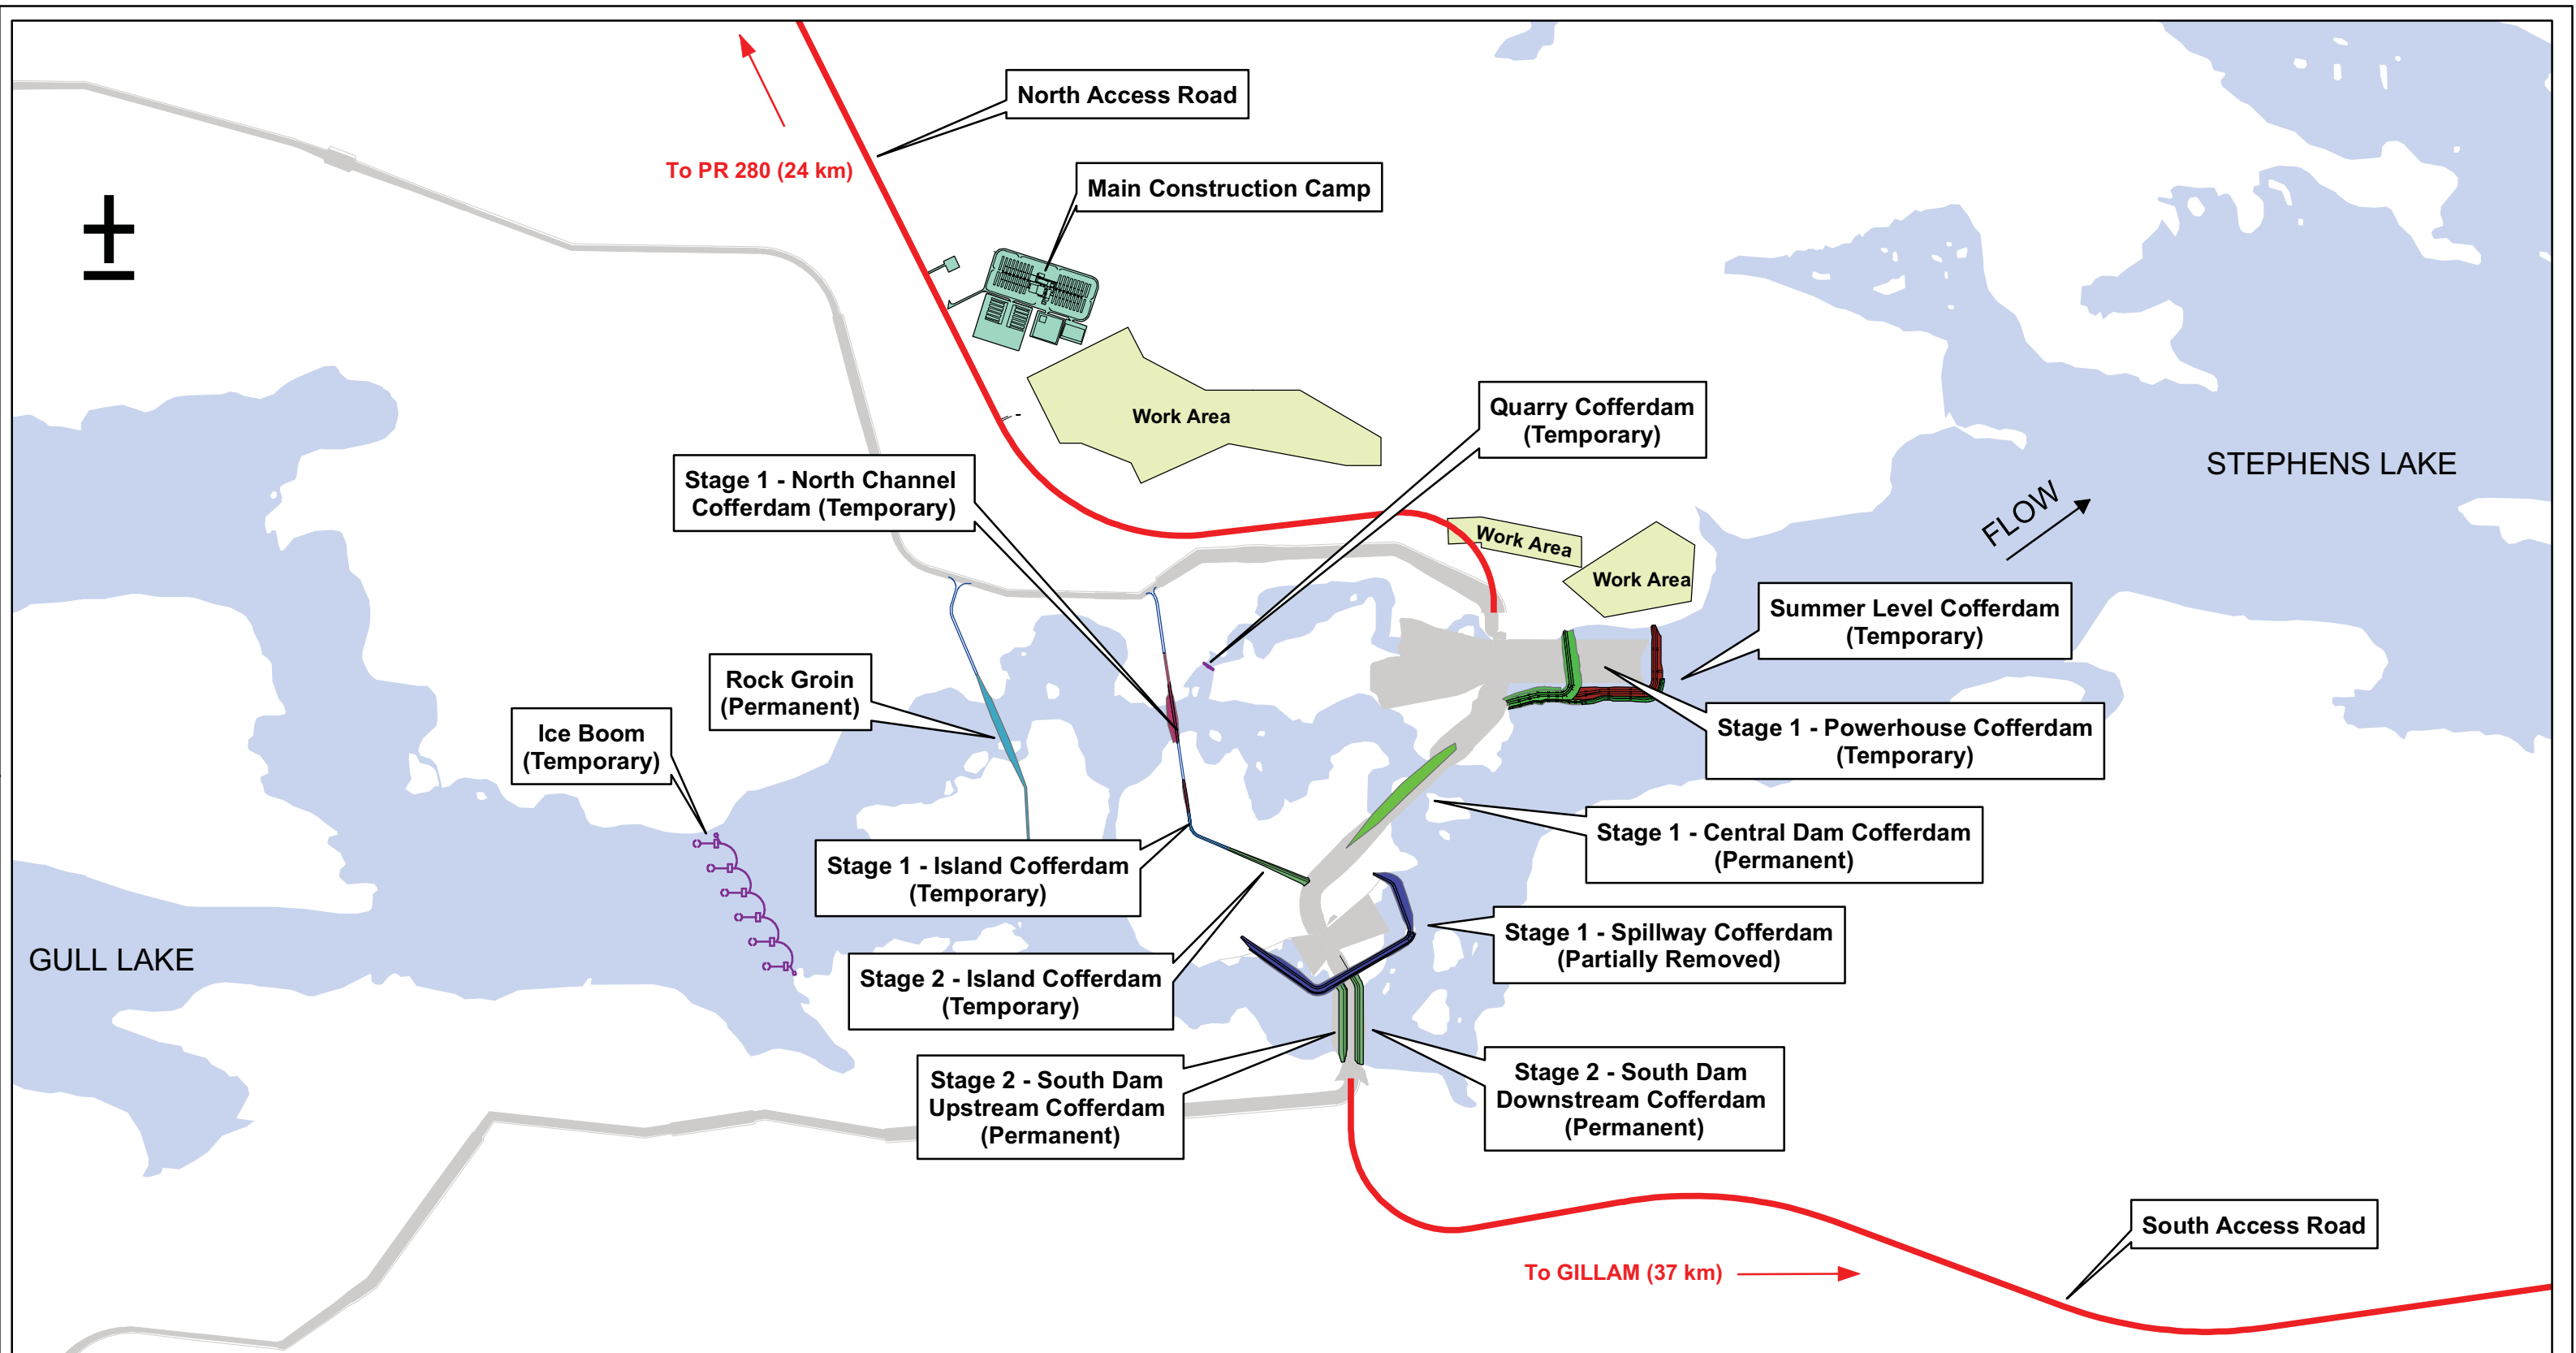 North Access Road
To PR 280 (24 km)
Main Construction Camp
Work Area
Quarry Cofferdam
(Temporary)
STEPHENS LAKE
Stage 1 - North Channel
Cofferdam (Temporary)
FLOW
Work Area
Work Area
Summer Level Cofferdam
(Temporary)
Rock Groin
(Permanent)
Ice Boom
(Temporary)
Stage 1 - Powerhouse Cofferdam
(Temporary)
Stage 1 - Central Dam Cofferdam
(Permanent)
Stage 1 - Island Cofferdam
(Temporary)
Stage 1 - Spillway Cofferdam
(Partially Removed)
GULL LAKE
Stage 2 - Island Cofferdam
(Temporary)
Stage 2 - South Dam
Upstream Cofferdam
(Permanent)
Stage 2 - South Dam
Downstream Cofferdam
(Permanent)
South Access Road
To GILLAM (37 km)